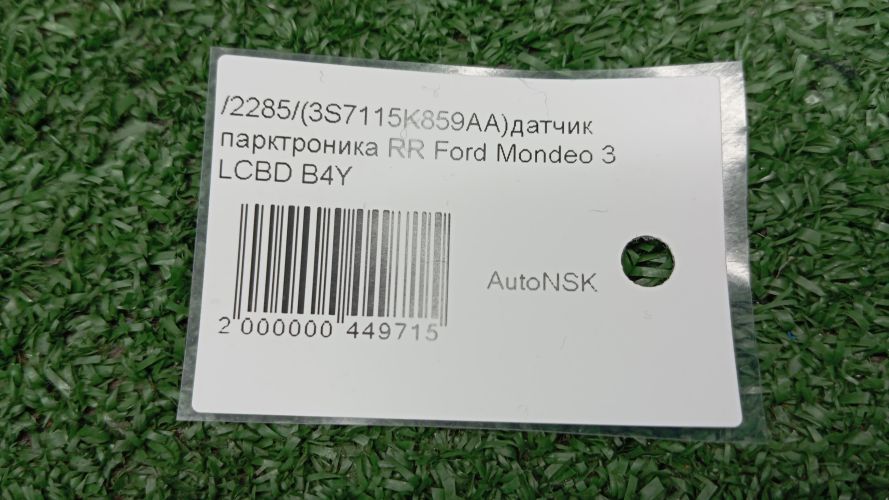 /2285/(3S7115K859AA)датчик
парктроника RR Ford Mondeo 3
LCBD B4Y
AutoNSK
2 000000 449715